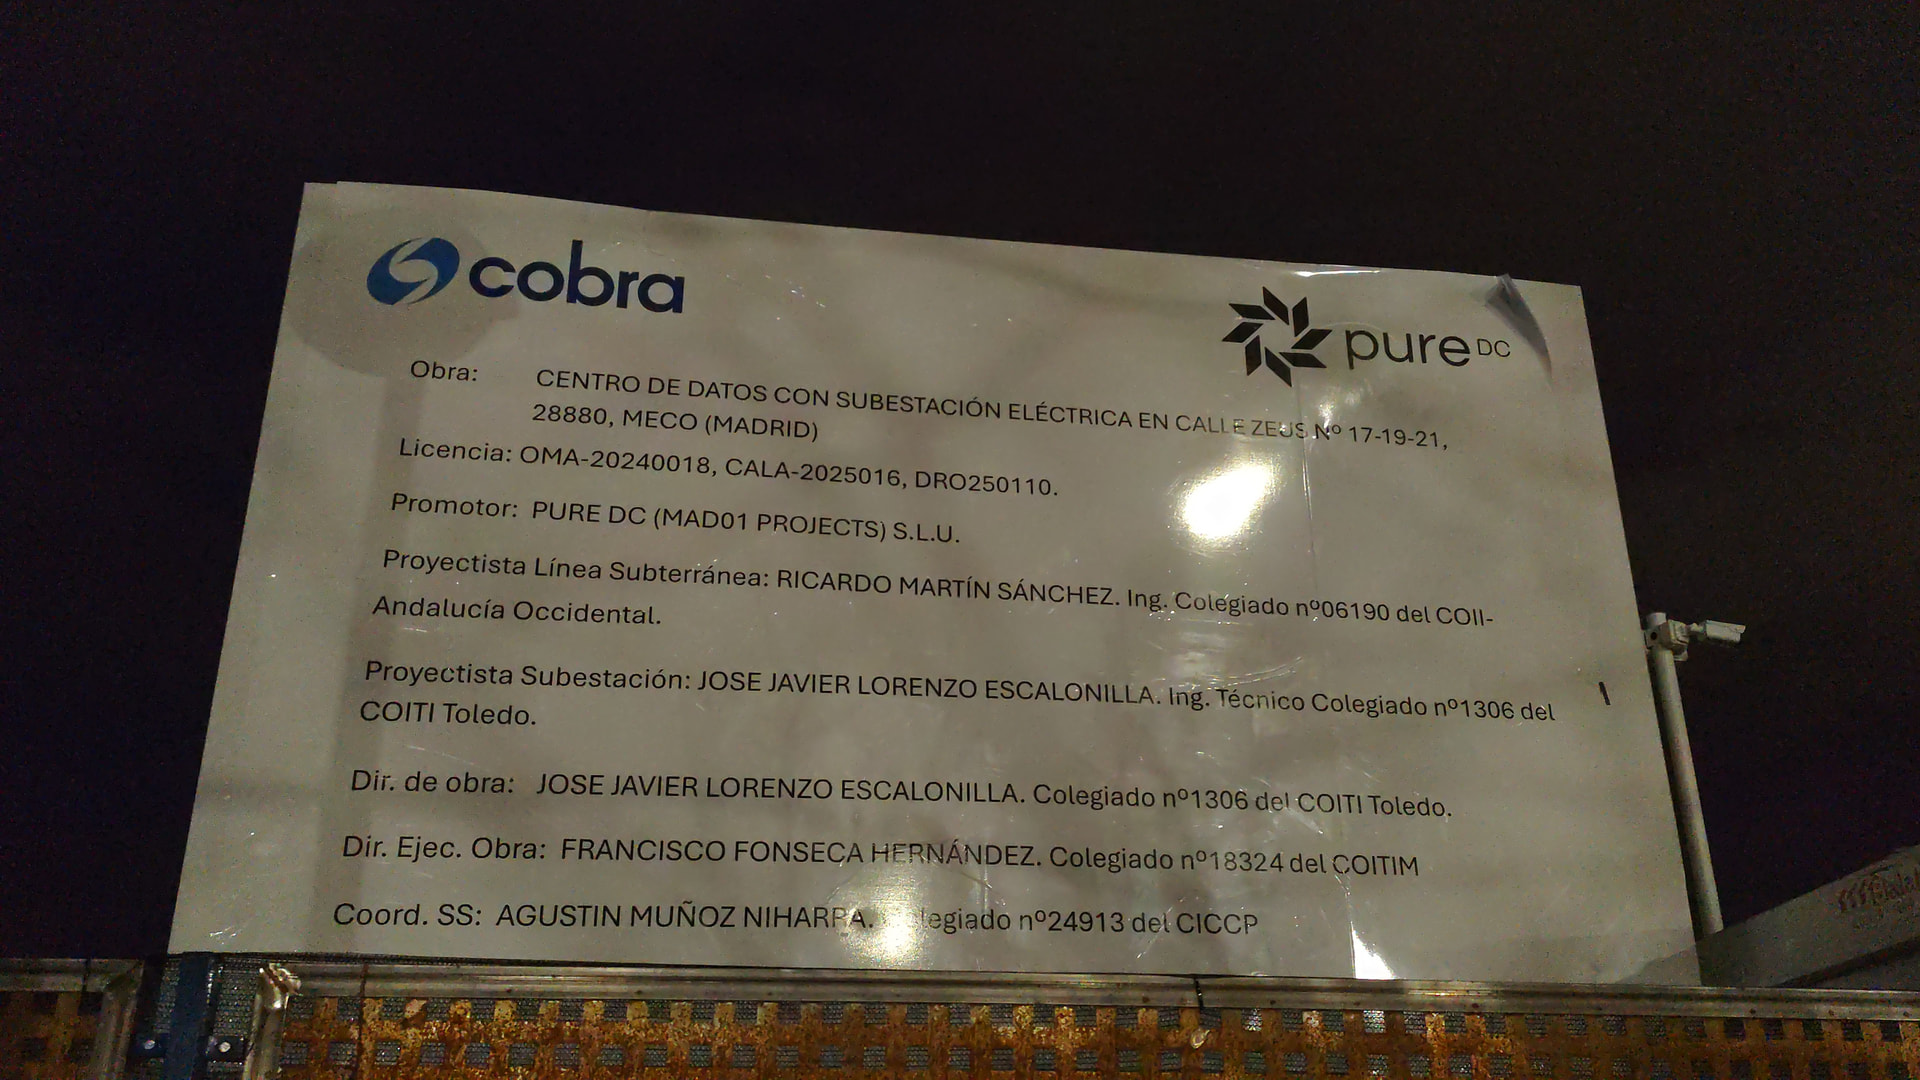 cobra
pure DC
Obra: CENTRO DE DATOS CON SUBESTACIÓN ELÉCTRICA EN CALLE ZEUS Nº 17-19-21,
28880, MECO (MADRID)
Licencia: OMA-20240018, CALA-2025016, DRO250110.
Promotor: PURE DC (MAD01 PROJECTS) S.L.U.
Proyectista Línea Subterránea: RICARDO MARTÍN SÁNCHEZ. Ing. Colegiado nº06190 del COII-
Andalucía Occidental.
Proyectista Subestación: JOSE JAVIER LORENZO ESCALONILLA. Ing. Técnico Colegiado nº1306 del
COITI Toledo.
Dir. de obra: JOSE JAVIER LORENZO ESCALONILLA. Colegiado nº1306 del COITI Toledo.
Dir. Ejec. Obra: FRANCISCO FONSECA HERNÁNDEZ. Colegiado nº18324 del COITIM
Coord. SS: AGUSTIN MUÑOZ NIHARRA. Colegiado nº24913 del CICCP